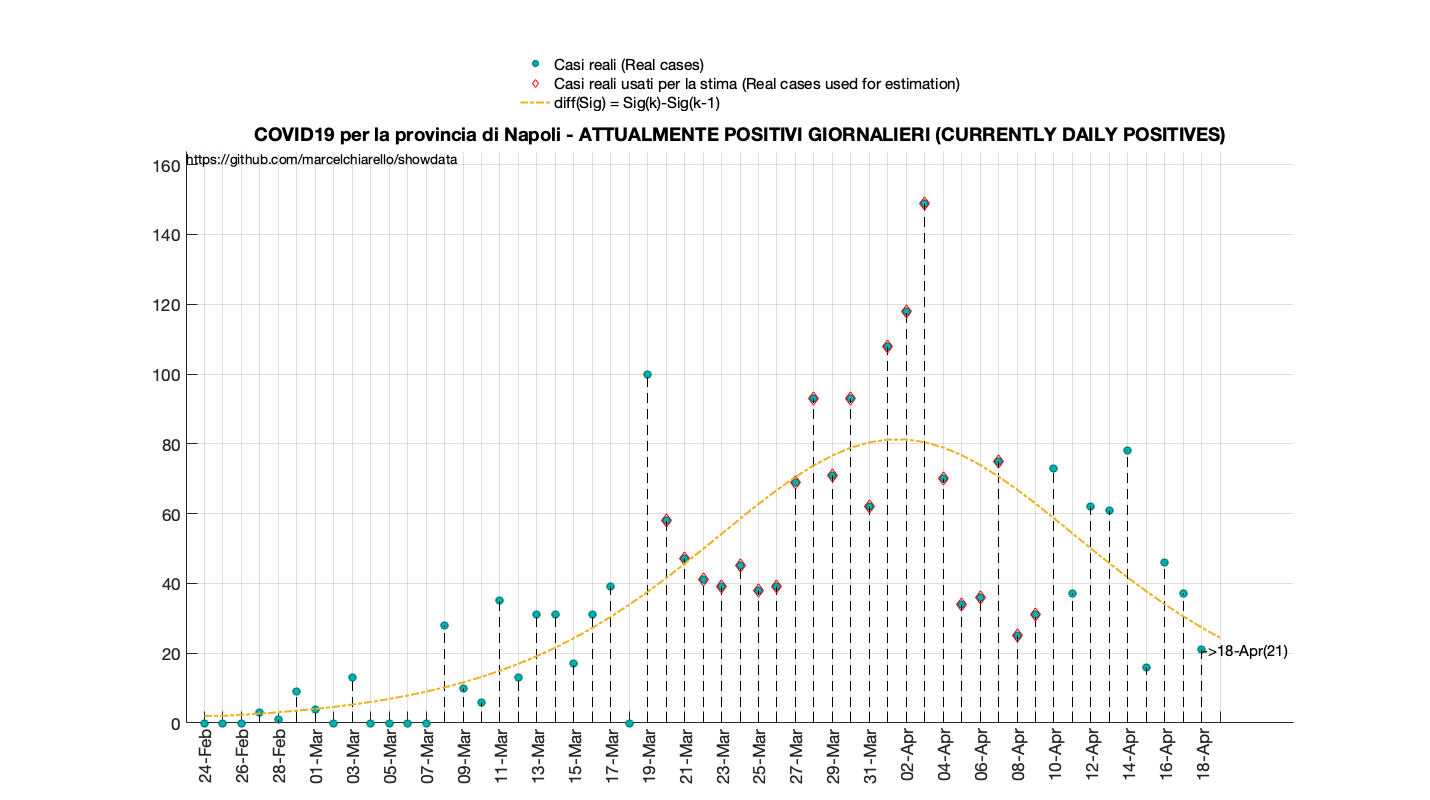 Casi reali (Real cases)
Casi reali usati per la stima (Real cases used for estimation)
diff(Sig) = Sig(k)-Sig(k-1)
COVID19 per la provincia di Napoli - ATTUALMENTE POSITIVI GIORNALIERI (CURRENTLY DAILY POSITIVES)
https://github.com/marcelchiarello/showdata
160
140
120
100
80
60
40
20
0
->18-Apr(21)
24-Feb
26-Feb
28-Feb
01-Mar
03-Mar
05-Mar
07-Mar
09-Mar
11-Mar
13-Mar
15-Mar
17-Mar
19-Mar
21-Mar
23-Mar
25-Mar
27-Mar
29-Mar
31-Mar
02-Apr
04-Apr
06-Apr
08-Apr
10-Apr
12-Apr
14-Apr
16-Apr
18-Apr